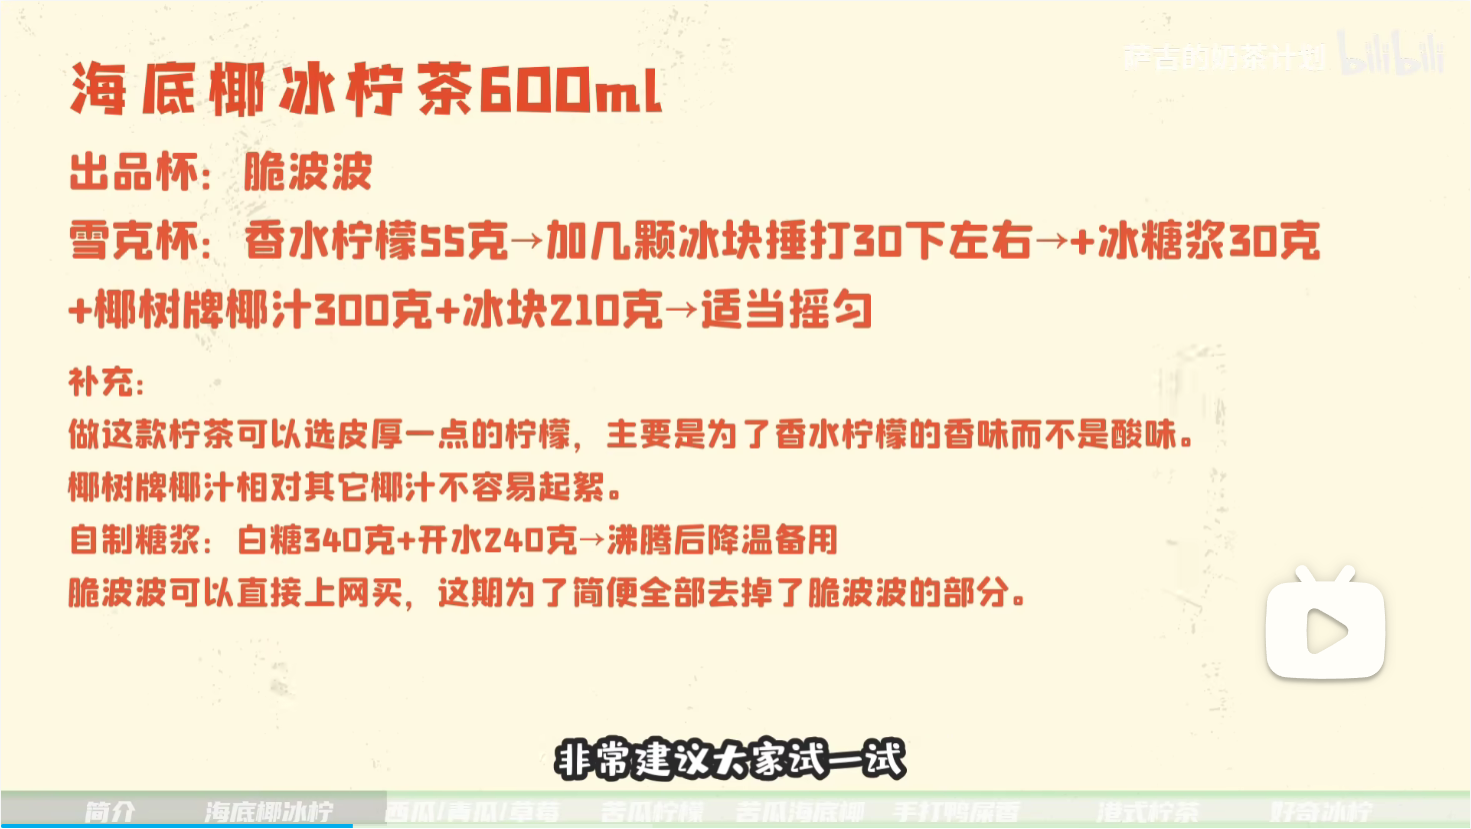 萨吉的奶茶计划 bilibili
海底椰冰柠茶600ml
出品杯：脆波波
雪克杯：香水柠檬55克→加几颗冰块捶打30下左右→+冰糖浆30克
+椰树牌椰汁300克+冰块210克→适当摇匀
补充：
做这款柠茶可以选皮厚一点的柠檬，主要是为了香水柠檬的香味而不是酸味。
椰树牌椰汁相对其它椰汁不容易起絮。
自制糖浆：白糖340克+开水240克→沸腾后降温备用
脆波波可以直接上网买，这期为了简便全部去掉了脆波波的部分。
非常建议大家试一试
简介 海底椰冰柠 西瓜/青瓜/草莓 苦瓜柠檬 苦瓜海底椰 手打鸭屎香 港式柠茶 好奇冰柠